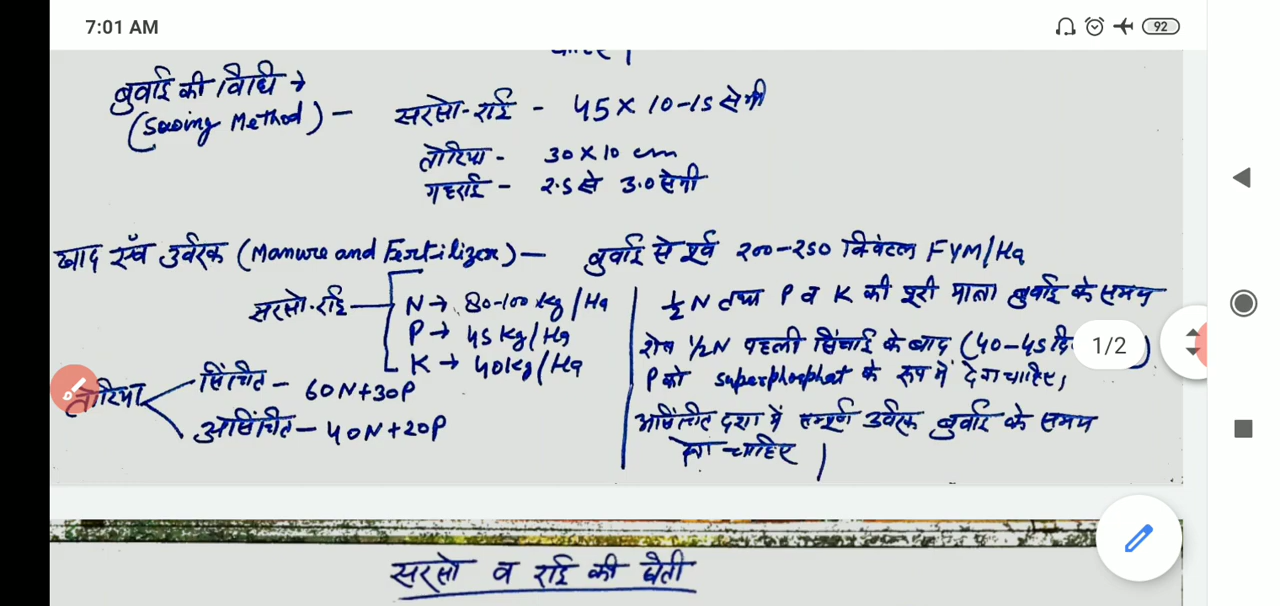 7:01 AM
92
बुवाई की विधि →
(Sowing Method) -
सरसो-राई - 45 × 10-15 सेमी
तोरिया - 30 × 10 cm
गहराई - 2.5 से 3.0 सेमी
खाद एवं उर्वरक (Manure and Fertilizer) - बुवाई से पूर्व 200-250 क्विंटल FYM/Ha
सरसो-राई
N → 80-100 kg/Ha
P → 45 Kg/Ha
K → 40kg/Ha
तोरिया
सिंचित - 60N+30P
असिंचित - 40N+20P
½ N तथा P व K की पूरी मात्रा बुवाई के समय
शेष 1/2N पहली सिंचाई के बाद (40-45 दि
1/2
)
P को superphosphat के रूप में देना चाहिए,
असिंचित दशा में सम्पूर्ण उर्वरक बुवाई के समय
देना चाहिए |
सरसो व राई की खेती